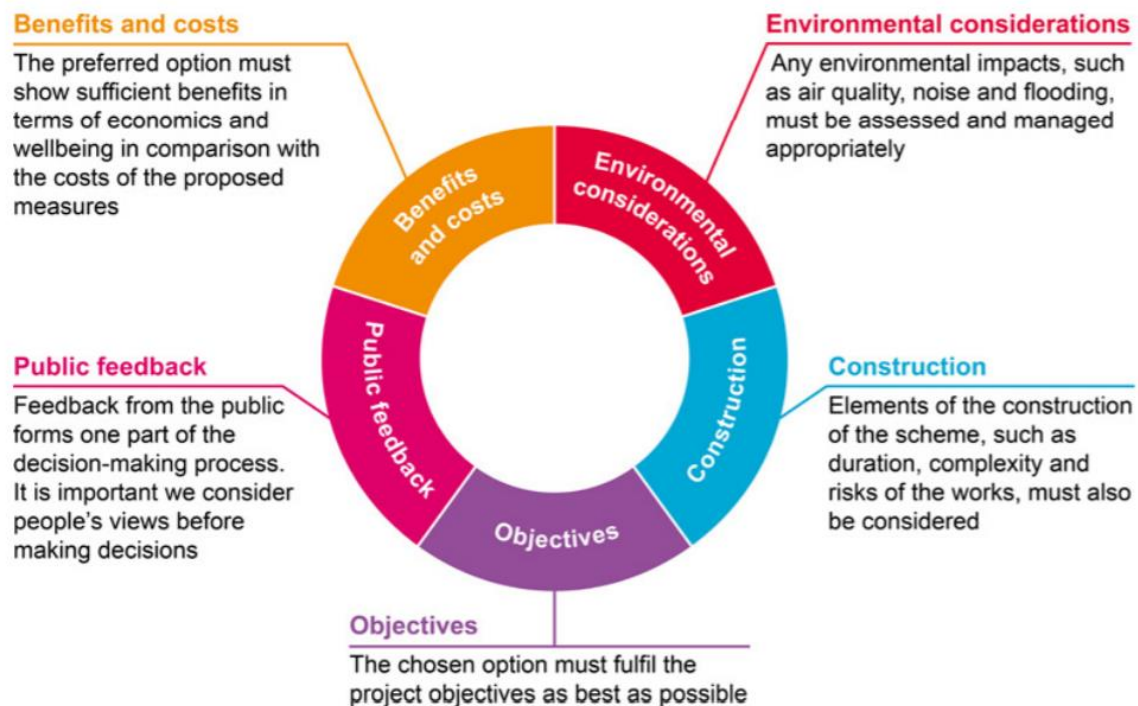 Benefits and costs
The preferred option must
show sufficient benefits in
terms of economics and
wellbeing in comparison with
the costs of the proposed
measures
Environmental considerations
Any environmental impacts, such
as air quality, noise and flooding,
must be assessed and managed
appropriately
Benefits
and costs
Environmental
considerations
Public feedback
Construction
Objectives
Public feedback
Feedback from the public
forms one part of the
decision-making process.
It is important we consider
people's views before
making decisions
Construction
Elements of the construction
of the scheme, such as
duration, complexity and
risks of the works, must also
be considered
Objectives
The chosen option must fulfil the
project objectives as best as possible